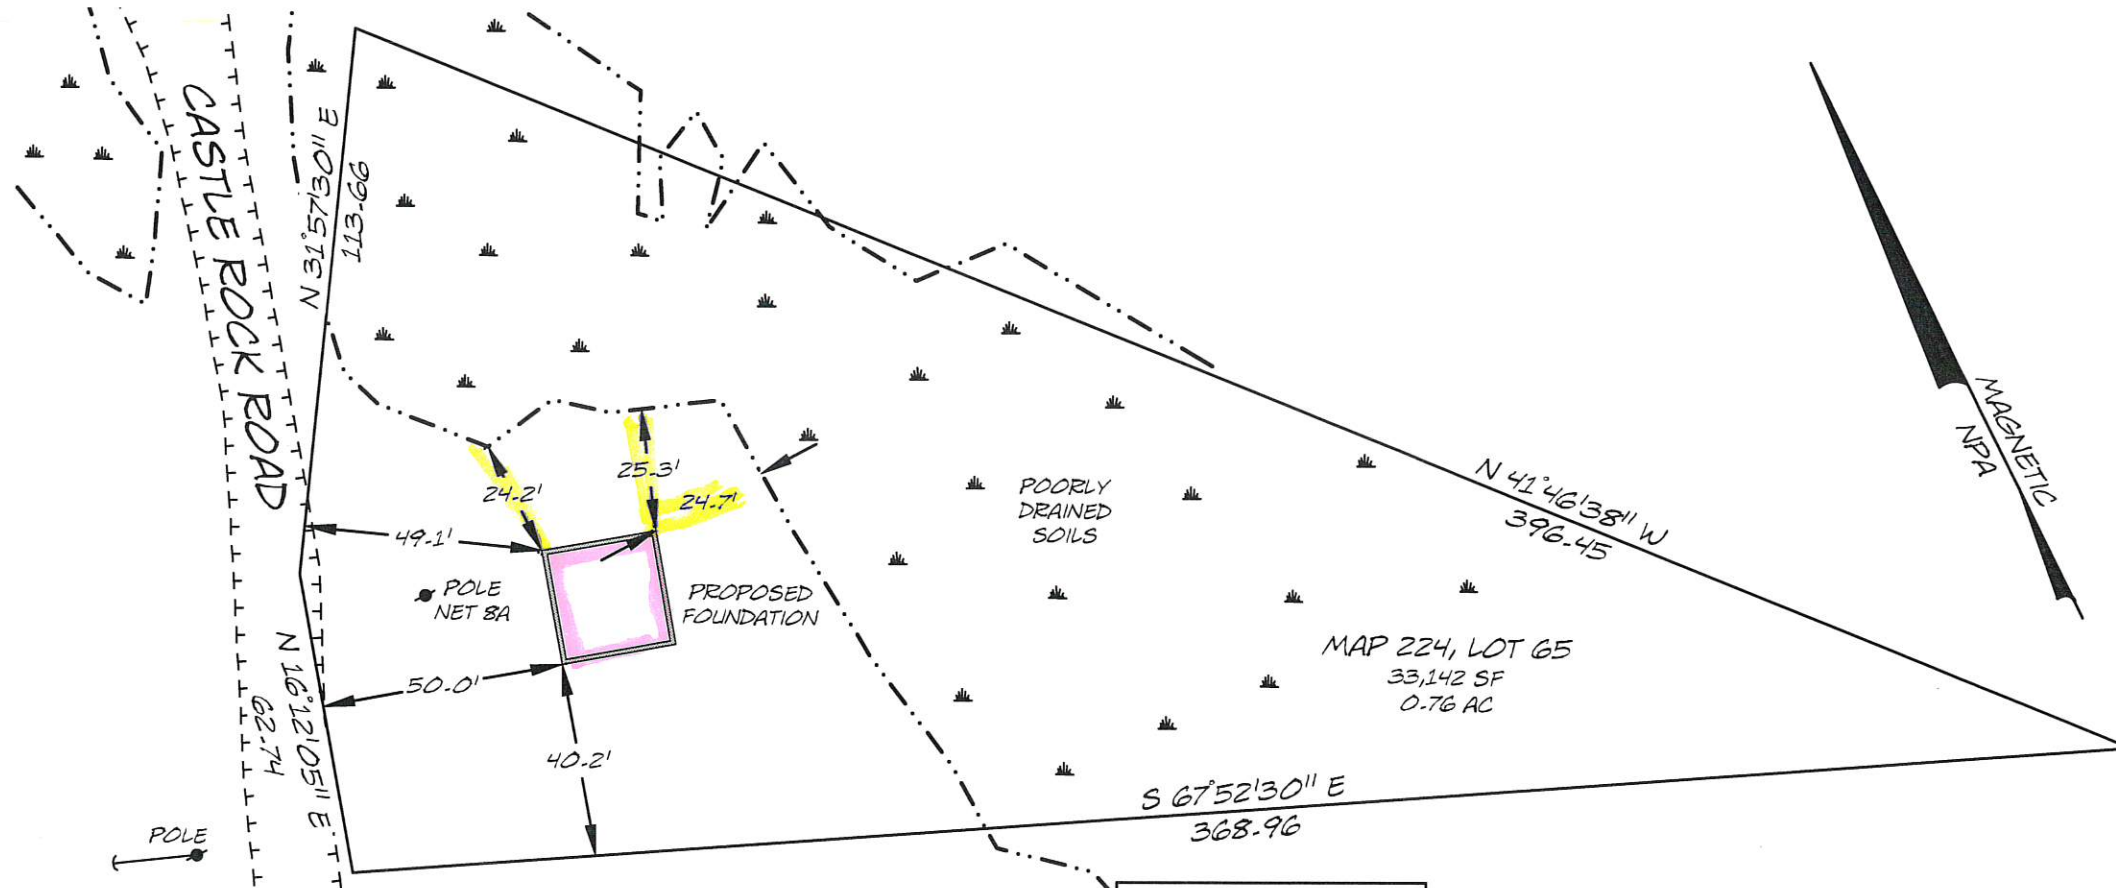 CASTLE ROCK ROAD
N 31°57'30" E
113.66
MAGNETIC
NPA
25.3'
24.2'
24.7'
49.1'
POORLY
DRAINED
SOILS
N 41°46'38" W
396.45
POLE
NET 8A
PROPOSED
FOUNDATION
50.0'
N 16°12'05" E
62.74
MAP 224, LOT 65
33,142 SF
0.76 AC
40.2'
S 67°52'30" E
368.96
POLE